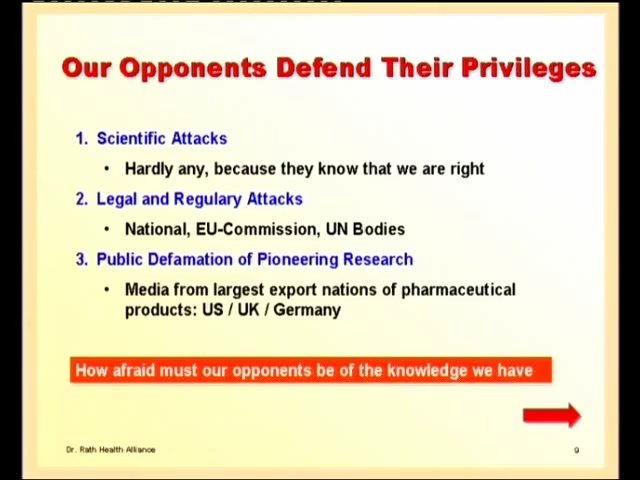 Our Opponents Defend Their Privileges
1. Scientific Attacks
• Hardly any, because they know that we are right
2. Legal and Regulary Attacks
• National, EU-Commission, UN Bodies
3. Public Defamation of Pioneering Research
• Media from largest export nations of pharmaceutical
products: US / UK / Germany
How afraid must our opponents be of the knowledge we have
Dr. Rath Health Alliance
9